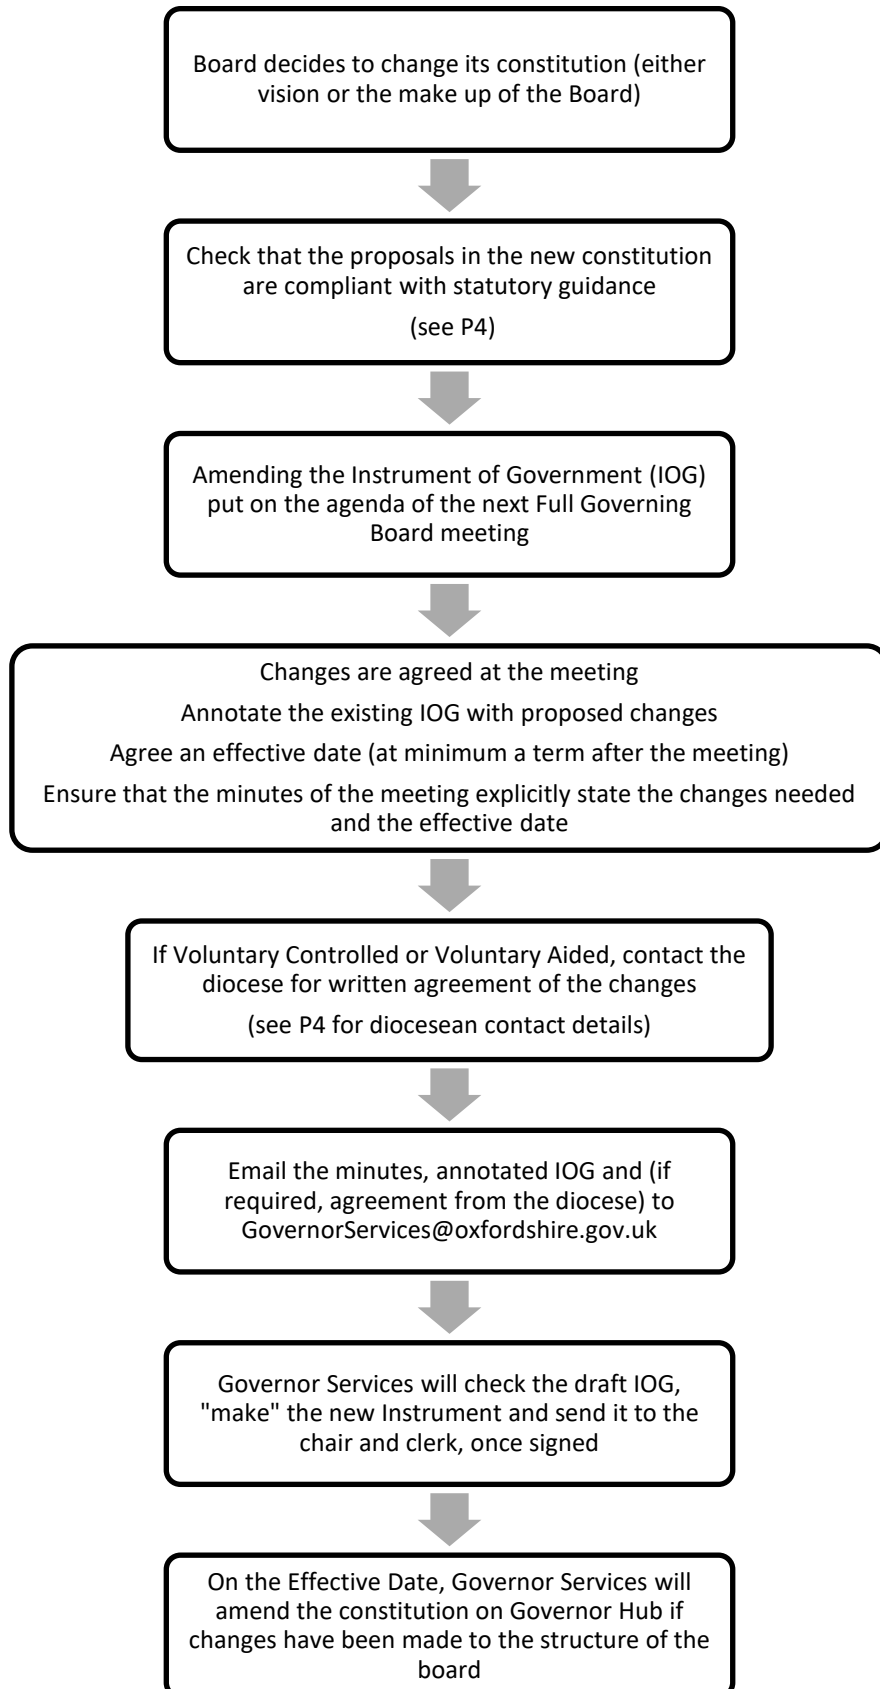 Board decides to change its constitution (either
vision or the make up of the Board)
Check that the proposals in the new constitution
are compliant with statutory guidance
(see P4)
Amending the Instrument of Government (IOG)
put on the agenda of the next Full Governing
Board meeting
Changes are agreed at the meeting
Annotate the existing IOG with proposed changes
Agree an effective date (at minimum a term after the meeting)
Ensure that the minutes of the meeting explicitly state the changes needed
and the effective date
If Voluntary Controlled or Voluntary Aided, contact the
diocese for written agreement of the changes
(see P4 for diocesean contact details)
Email the minutes, annotated IOG and (if
required, agreement from the diocese) to
GovernorServices@oxfordshire.gov.uk
Governor Services will check the draft IOG,
"make" the new Instrument and send it to the
chair and clerk, once signed
On the Effective Date, Governor Services will
amend the constitution on Governor Hub if
changes have been made to the structure of the
board